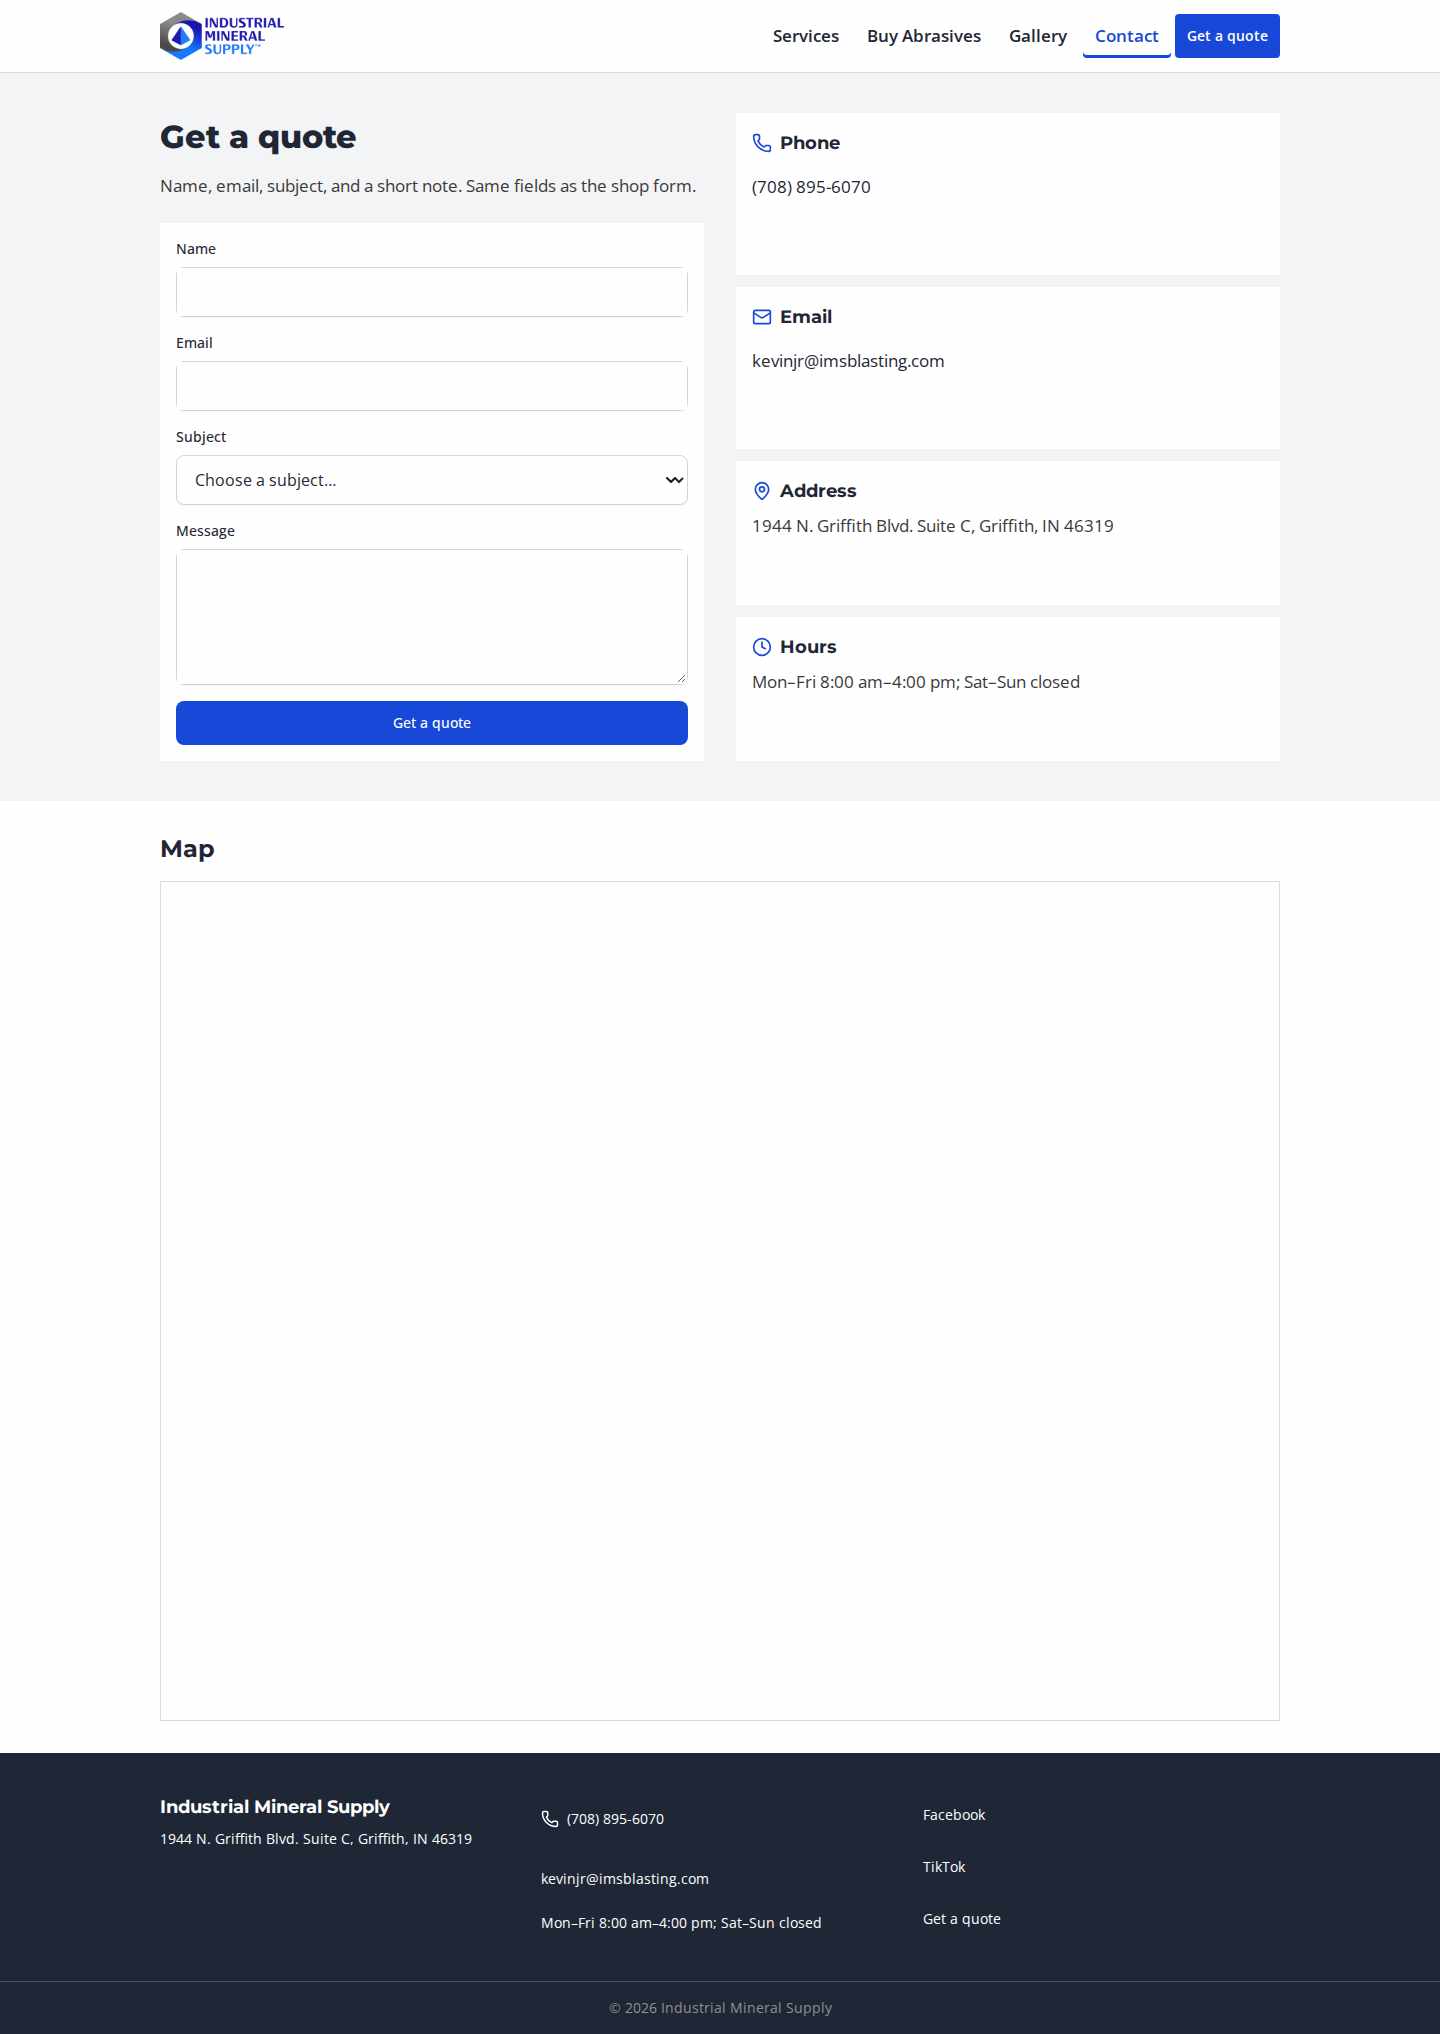 INDUSTRIAL
MINERAL
SUPPLY™
Services
Buy Abrasives
Gallery
Contact
Get a quote
Get a quote
Name, email, subject, and a short note. Same fields as the shop form.
Name
Email
Subject
Choose a subject...
Message
Get a quote
Phone
(708) 895-6070
Email
kevinjr@imsblasting.com
Address
1944 N. Griffith Blvd. Suite C, Griffith, IN 46319
Hours
Mon–Fri 8:00 am–4:00 pm; Sat–Sun closed
Map
Industrial Mineral Supply
1944 N. Griffith Blvd. Suite C, Griffith, IN 46319
(708) 895-6070
kevinjr@imsblasting.com
Mon–Fri 8:00 am–4:00 pm; Sat–Sun closed
Facebook
TikTok
Get a quote
© 2026 Industrial Mineral Supply